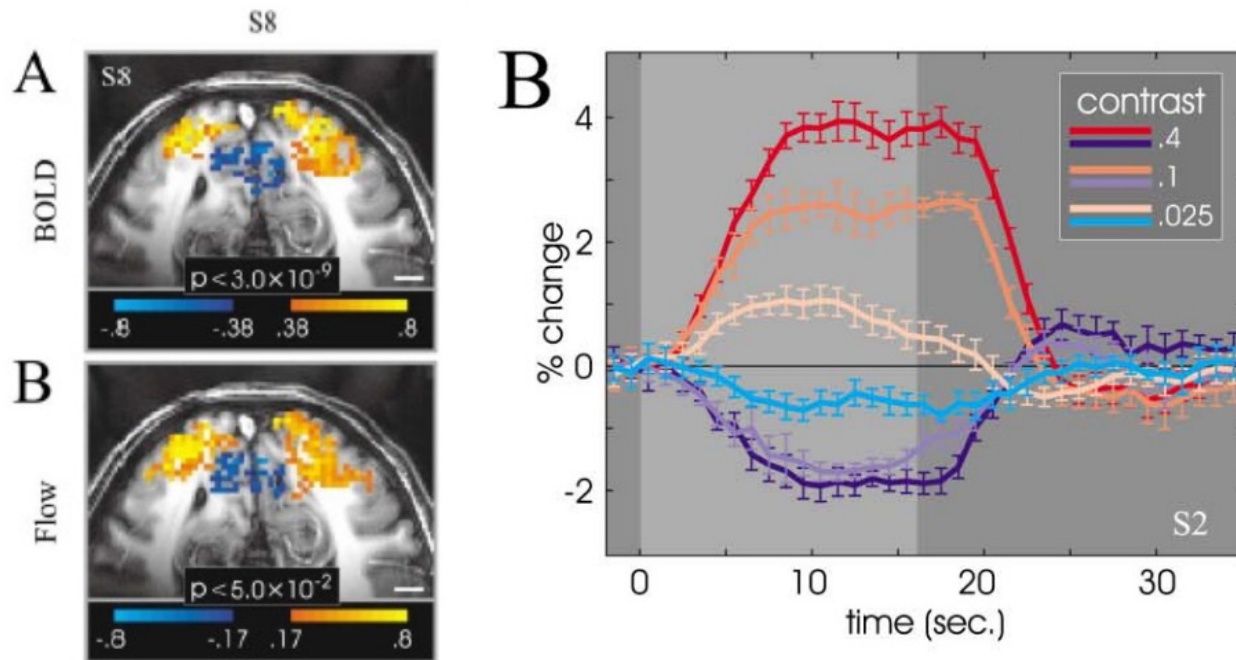 S8
A
S8
BOLD
p < 3.0×10⁻⁹
-.8 -.38 .38 .8
B
Flow
p < 5.0×10⁻²
-.8 -.17 .17 .8
B
contrast
.4
.1
.025
% change
4
2
0
-2
S2
0 10 20 30
time (sec.)